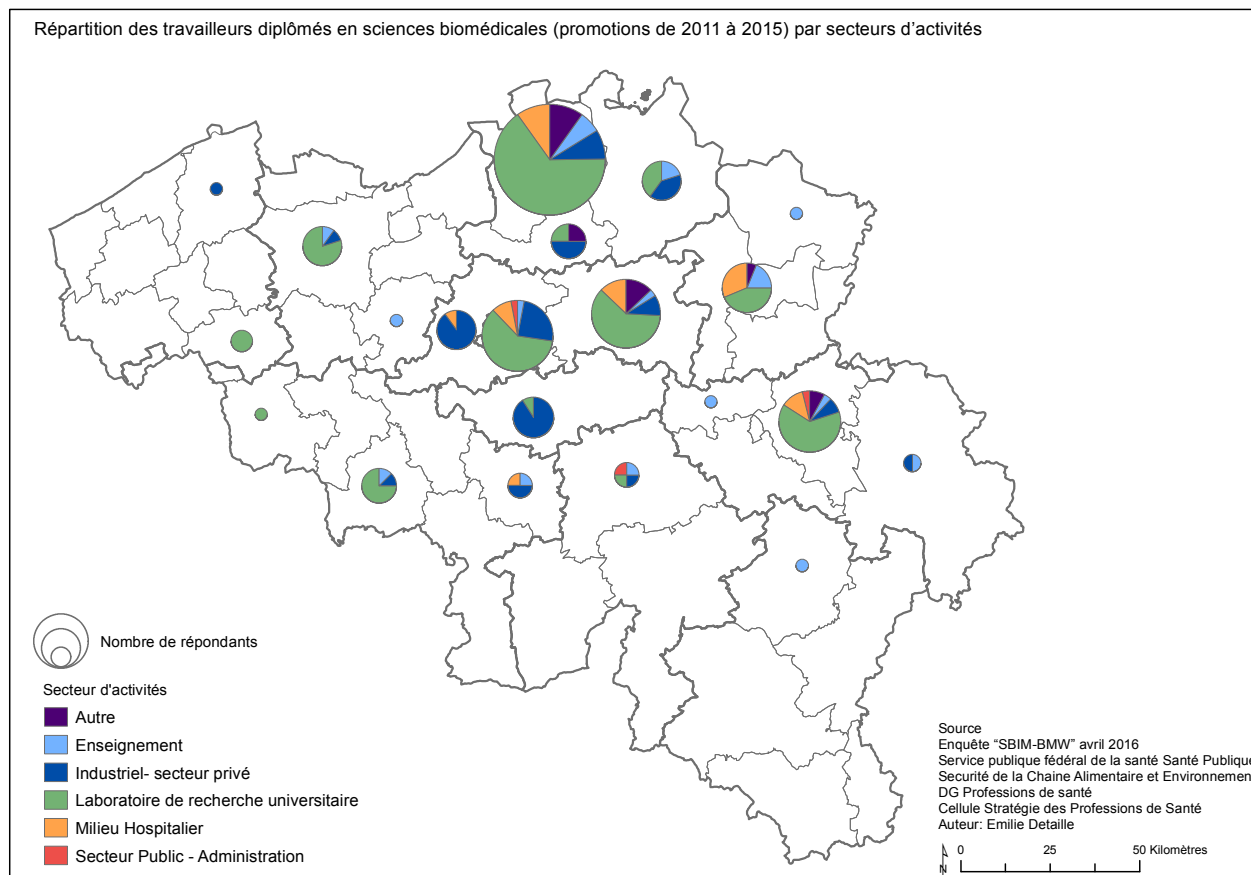 Répartition des travailleurs diplômés en sciences biomédicales (promotions de 2011 à 2015) par secteurs d'activités
Nombre de répondants
Secteur d'activités
Autre
Enseignement
Industriel- secteur privé
Laboratoire de recherche universitaire
Milieu Hospitalier
Secteur Public - Administration
Source
Enquête “SBIM-BMW” avril 2016
Service publique fédéral de la santé Santé Publique
Securité de la Chaine Alimentaire et Environnemen
DG Professions de santé
Cellule Stratégie des Professions de Santé
Auteur: Emilie Detaille
N
0 25 50 Kilomètres